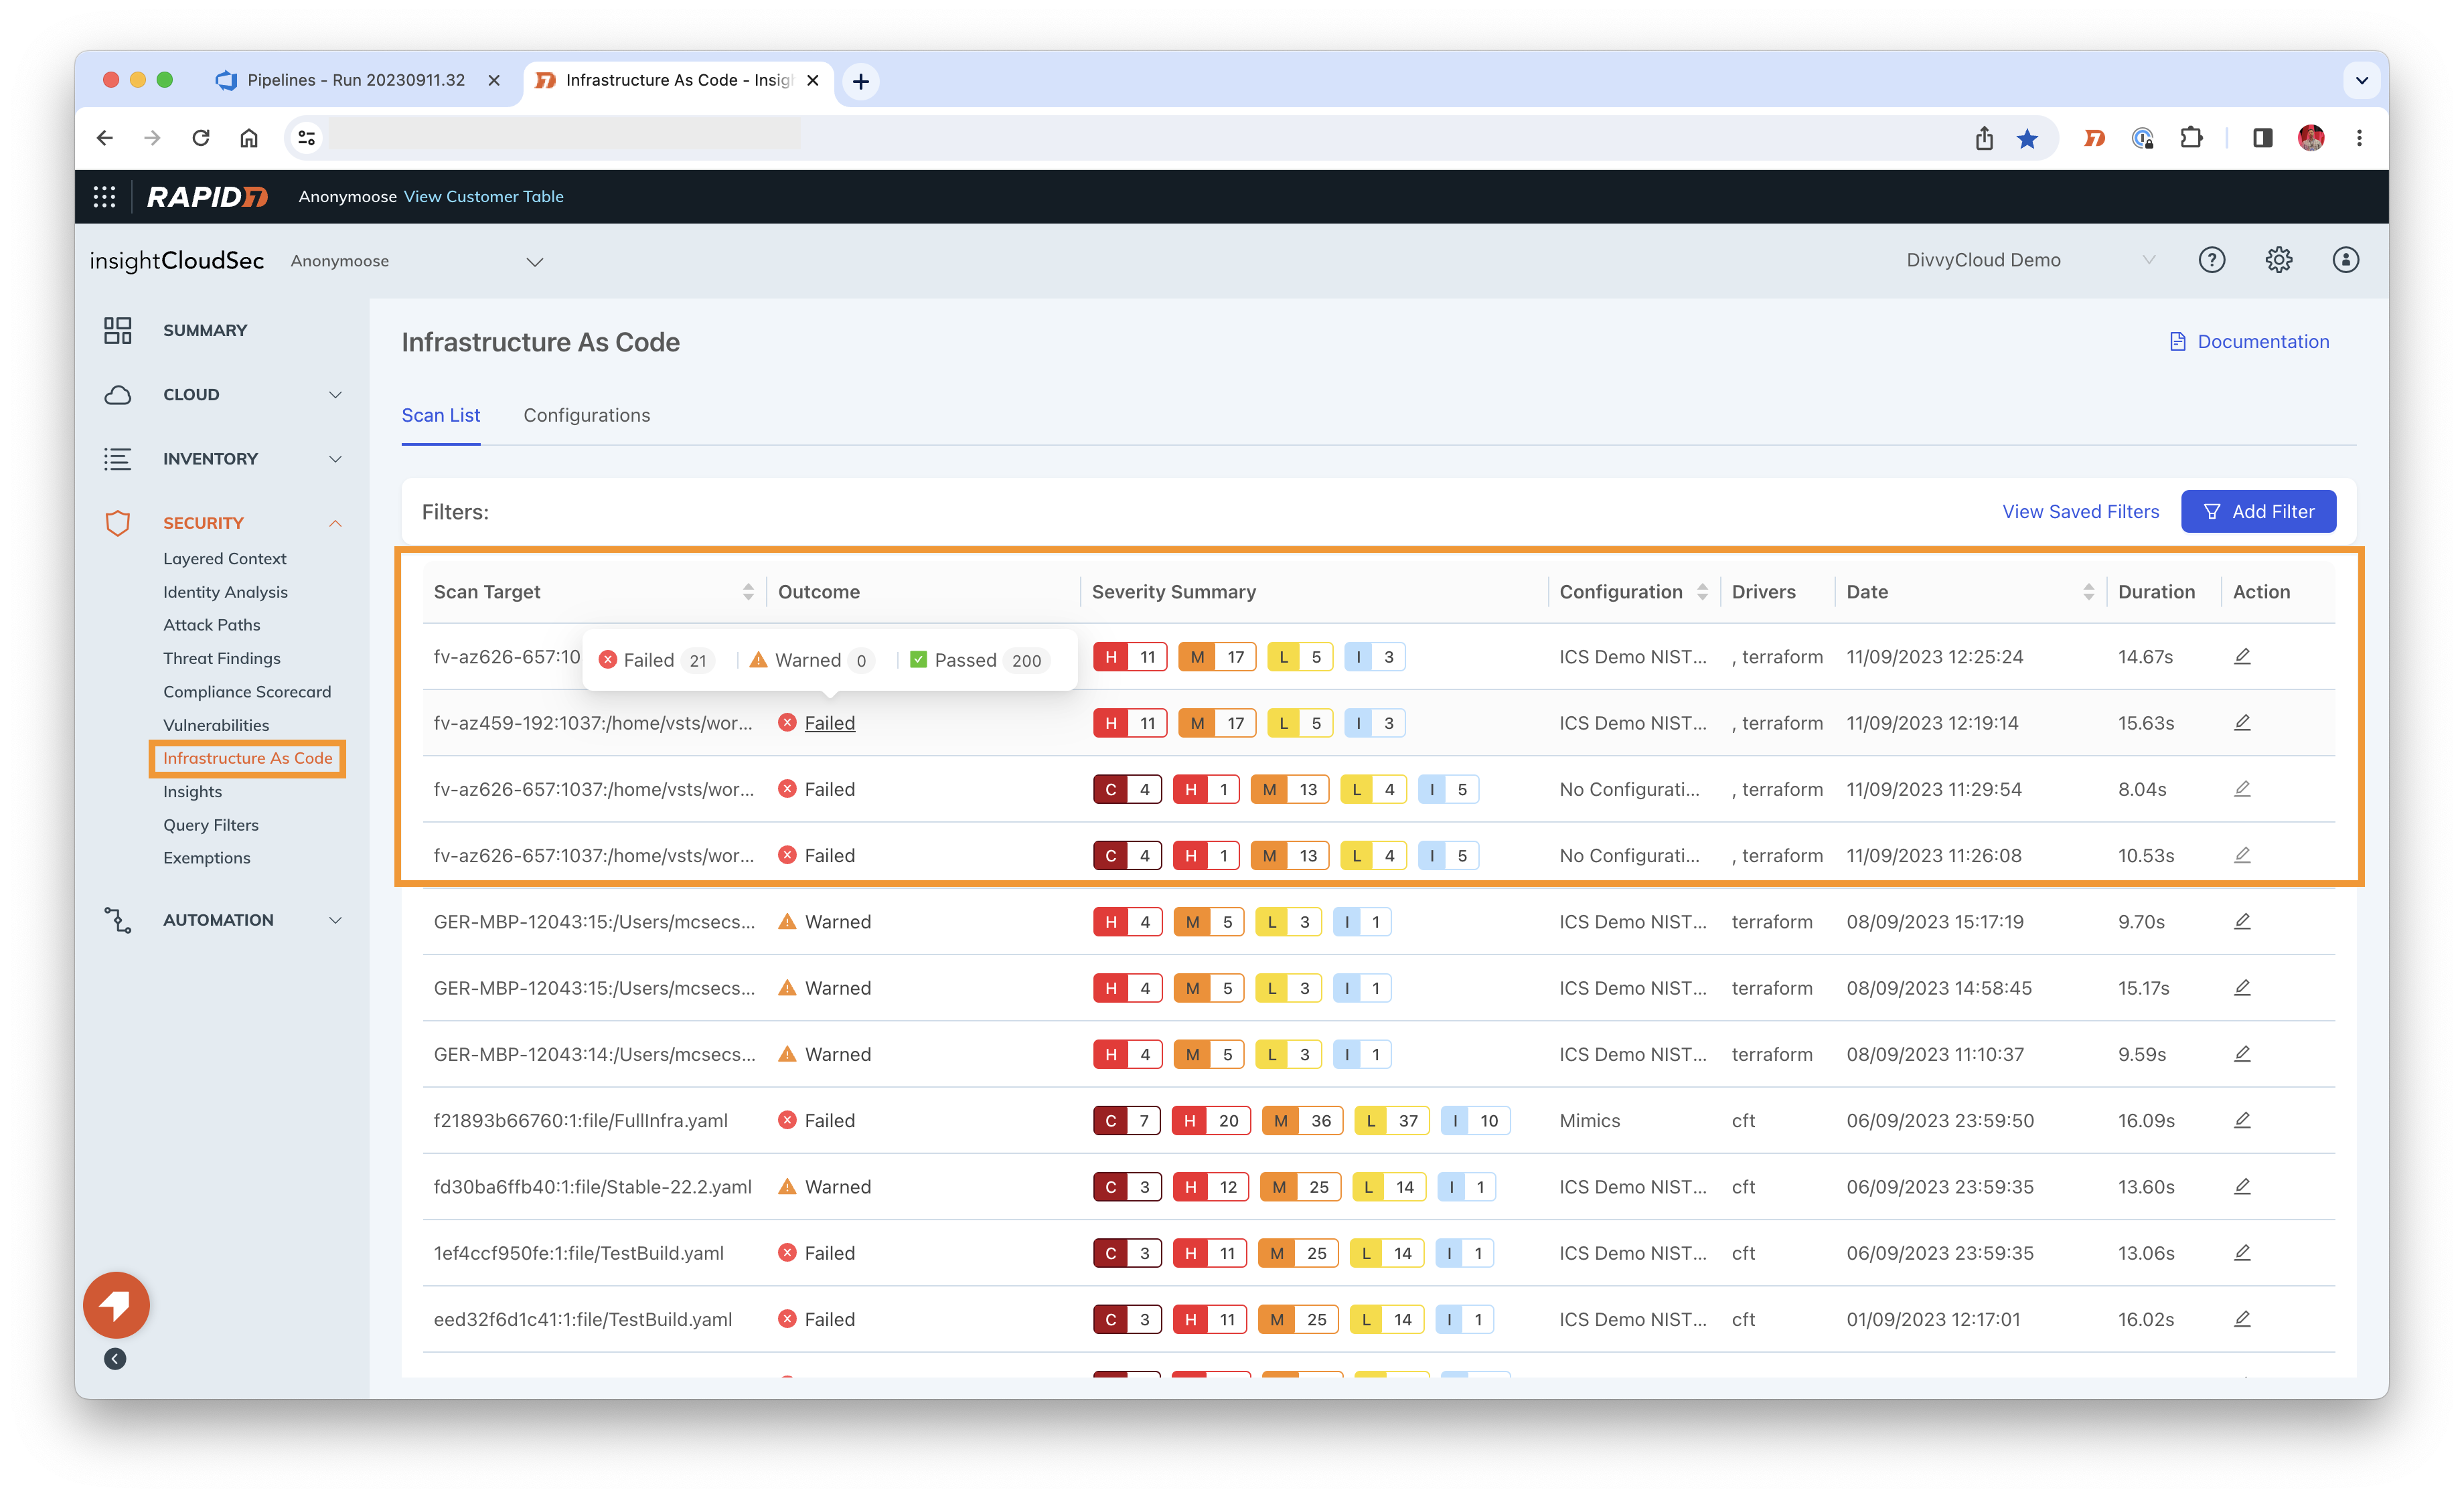 Pipelines - Run 20230911.32
Infrastructure As Code - Insig
RAPID7 Anonymoose View Customer Table
insightCloudSec Anonymoose DivvyCloud Demo
SUMMARY
CLOUD
INVENTORY
SECURITY
Layered Context
Identity Analysis
Attack Paths
Threat Findings
Compliance Scorecard
Vulnerabilities
Infrastructure As Code
Insights
Query Filters
Exemptions
AUTOMATION
Infrastructure As Code Documentation
Scan List Configurations
Filters: View Saved Filters Add Filter
Scan Target Outcome Severity Summary Configuration Drivers Date Duration Action
fv-az626-657:10 H 11 M 17 L 5 I 3 ICS Demo NIST... , terraform 11/09/2023 12:25:24 14.67s
Failed 21 Warned 0 Passed 200
fv-az459-192:1037:/home/vsts/wor... Failed H 11 M 17 L 5 I 3 ICS Demo NIST... , terraform 11/09/2023 12:19:14 15.63s
fv-az626-657:1037:/home/vsts/wor... Failed C 4 H 1 M 13 L 4 I 5 No Configurati... , terraform 11/09/2023 11:29:54 8.04s
fv-az626-657:1037:/home/vsts/wor... Failed C 4 H 1 M 13 L 4 I 5 No Configurati... , terraform 11/09/2023 11:26:08 10.53s
GER-MBP-12043:15:/Users/mcsecs... Warned H 4 M 5 L 3 I 1 ICS Demo NIST... terraform 08/09/2023 15:17:19 9.70s
GER-MBP-12043:15:/Users/mcsecs... Warned H 4 M 5 L 3 I 1 ICS Demo NIST... terraform 08/09/2023 14:58:45 15.17s
GER-MBP-12043:14:/Users/mcsecs... Warned H 4 M 5 L 3 I 1 ICS Demo NIST... terraform 08/09/2023 11:10:37 9.59s
f21893b66760:1:file/FullInfra.yaml Failed C 7 H 20 M 36 L 37 I 10 Mimics cft 06/09/2023 23:59:50 16.09s
fd30ba6ffb40:1:file/Stable-22.2.yaml Warned C 3 H 12 M 25 L 14 I 1 ICS Demo NIST... cft 06/09/2023 23:59:35 13.60s
1ef4ccf950fe:1:file/TestBuild.yaml Failed C 3 H 11 M 25 L 14 I 1 ICS Demo NIST... cft 06/09/2023 23:59:35 13.06s
eed32f6d1c41:1:file/TestBuild.yaml Failed C 3 H 11 M 25 L 14 I 1 ICS Demo NIST... cft 01/09/2023 12:17:01 16.02s